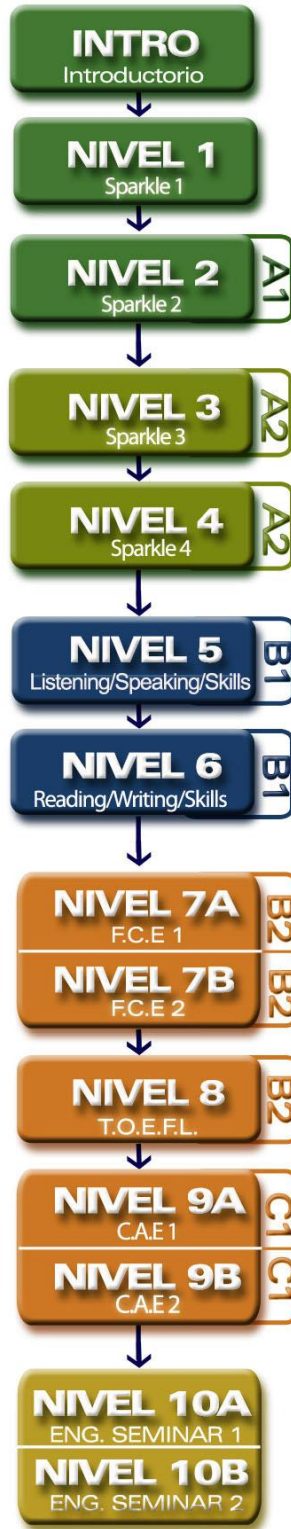 INTRO
Introductorio
NIVEL 1
Sparkle 1
NIVEL 2
Sparkle 2
A1
NIVEL 3
Sparkle 3
A2
NIVEL 4
Sparkle 4
A2
NIVEL 5
Listening/Speaking/Skills
B1
NIVEL 6
Reading/Writing/Skills
B1
NIVEL 7A
F.C.E 1
B2
NIVEL 7B
F.C.E 2
B2
NIVEL 8
T.O.E.F.L.
B2
NIVEL 9A
C.A.E 1
C1
NIVEL 9B
C.A.E 2
C1
NIVEL 10A
ENG. SEMINAR 1
NIVEL 10B
ENG. SEMINAR 2